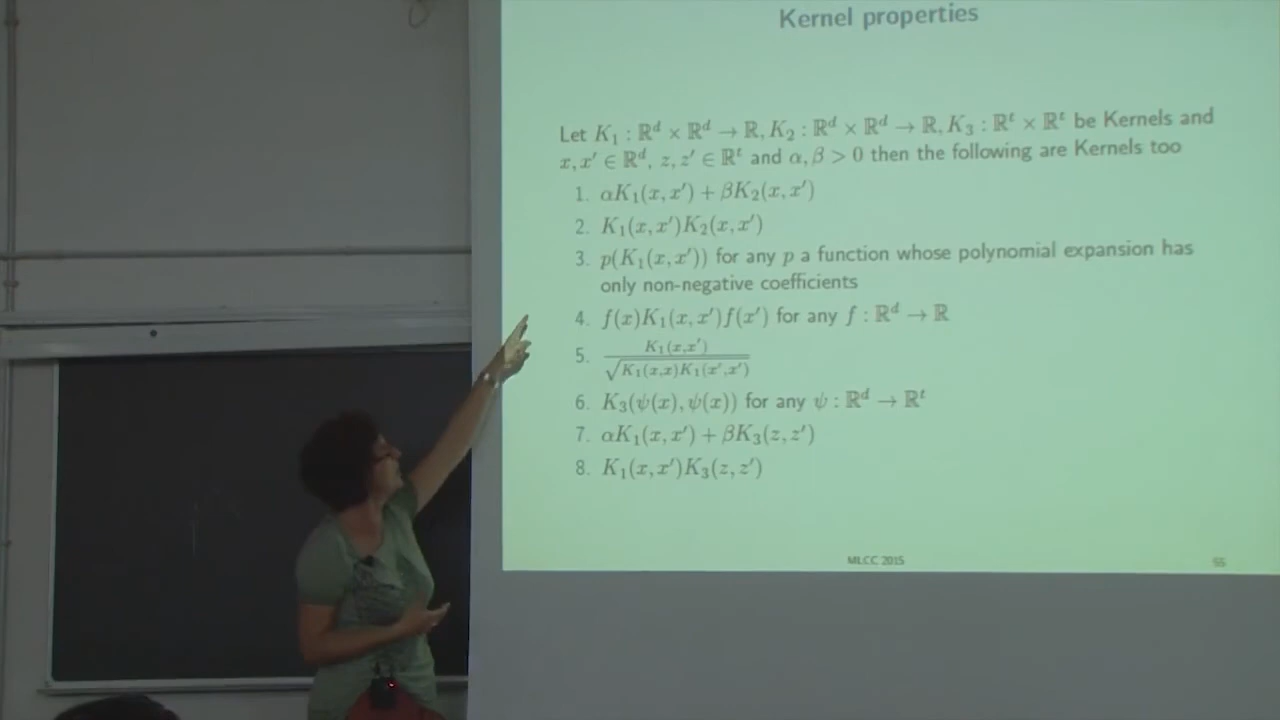 Kernel properties
Let K₁ : ℝᵈ × ℝᵈ → ℝ, K₂ : ℝᵈ × ℝᵈ → ℝ, K₃ : ℝᵗ × ℝᵗ be Kernels and
x, x′ ∈ ℝᵈ, z, z′ ∈ ℝᵗ and α, β > 0 then the following are Kernels too
1. αK₁(x, x′) + βK₂(x, x′)
2. K₁(x, x′)K₂(x, x′)
3. p(K₁(x, x′)) for any p a function whose polynomial expansion has
only non-negative coefficients
4. f(x)K₁(x, x′)f(x′) for any f : ℝᵈ → ℝ
5. K₁(x,x′) / √K₁(x,x)K₁(x′,x′)
6. K₃(ψ(x), ψ(x)) for any ψ : ℝᵈ → ℝᵗ
7. αK₁(x, x′) + βK₃(z, z′)
8. K₁(x, x′)K₃(z, z′)
MLCC 2015